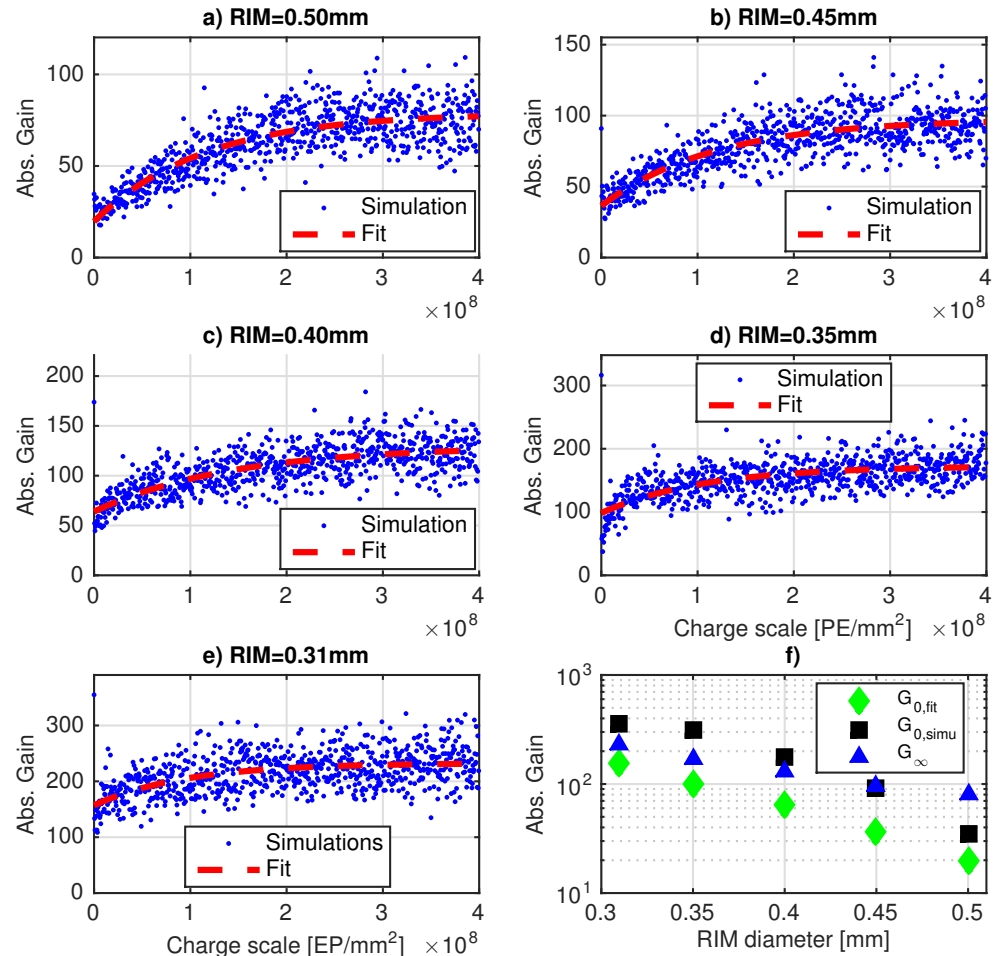 a) RIM=0.50mm
Abs. Gain
100
50
0
0 1 2 3 4
×10^8
Simulation
Fit
b) RIM=0.45mm
Abs. Gain
150
100
50
0
0 1 2 3 4
×10^8
Simulation
Fit
c) RIM=0.40mm
Abs. Gain
200
150
100
50
0
0 1 2 3 4
×10^8
Simulation
Fit
d) RIM=0.35mm
Abs. Gain
300
200
100
0
0 1 2 3 4
Charge scale [PE/mm²] ×10^8
Simulation
Fit
e) RIM=0.31mm
Abs. Gain
300
200
100
0
0 1 2 3 4
Charge scale [EP/mm²] ×10^8
Simulations
Fit
f)
Abs. Gain
10^3
10^2
10^1
0.3 0.35 0.4 0.45 0.5
RIM diameter [mm]
G_0,fit
G_0,simu
G_∞